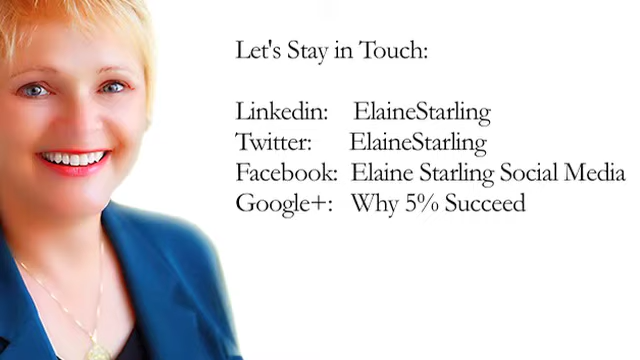 Let's Stay in Touch:
Linkedin: ElaineStarling
Twitter: ElaineStarling
Facebook: Elaine Starling Social Media
Google+: Why 5% Succeed